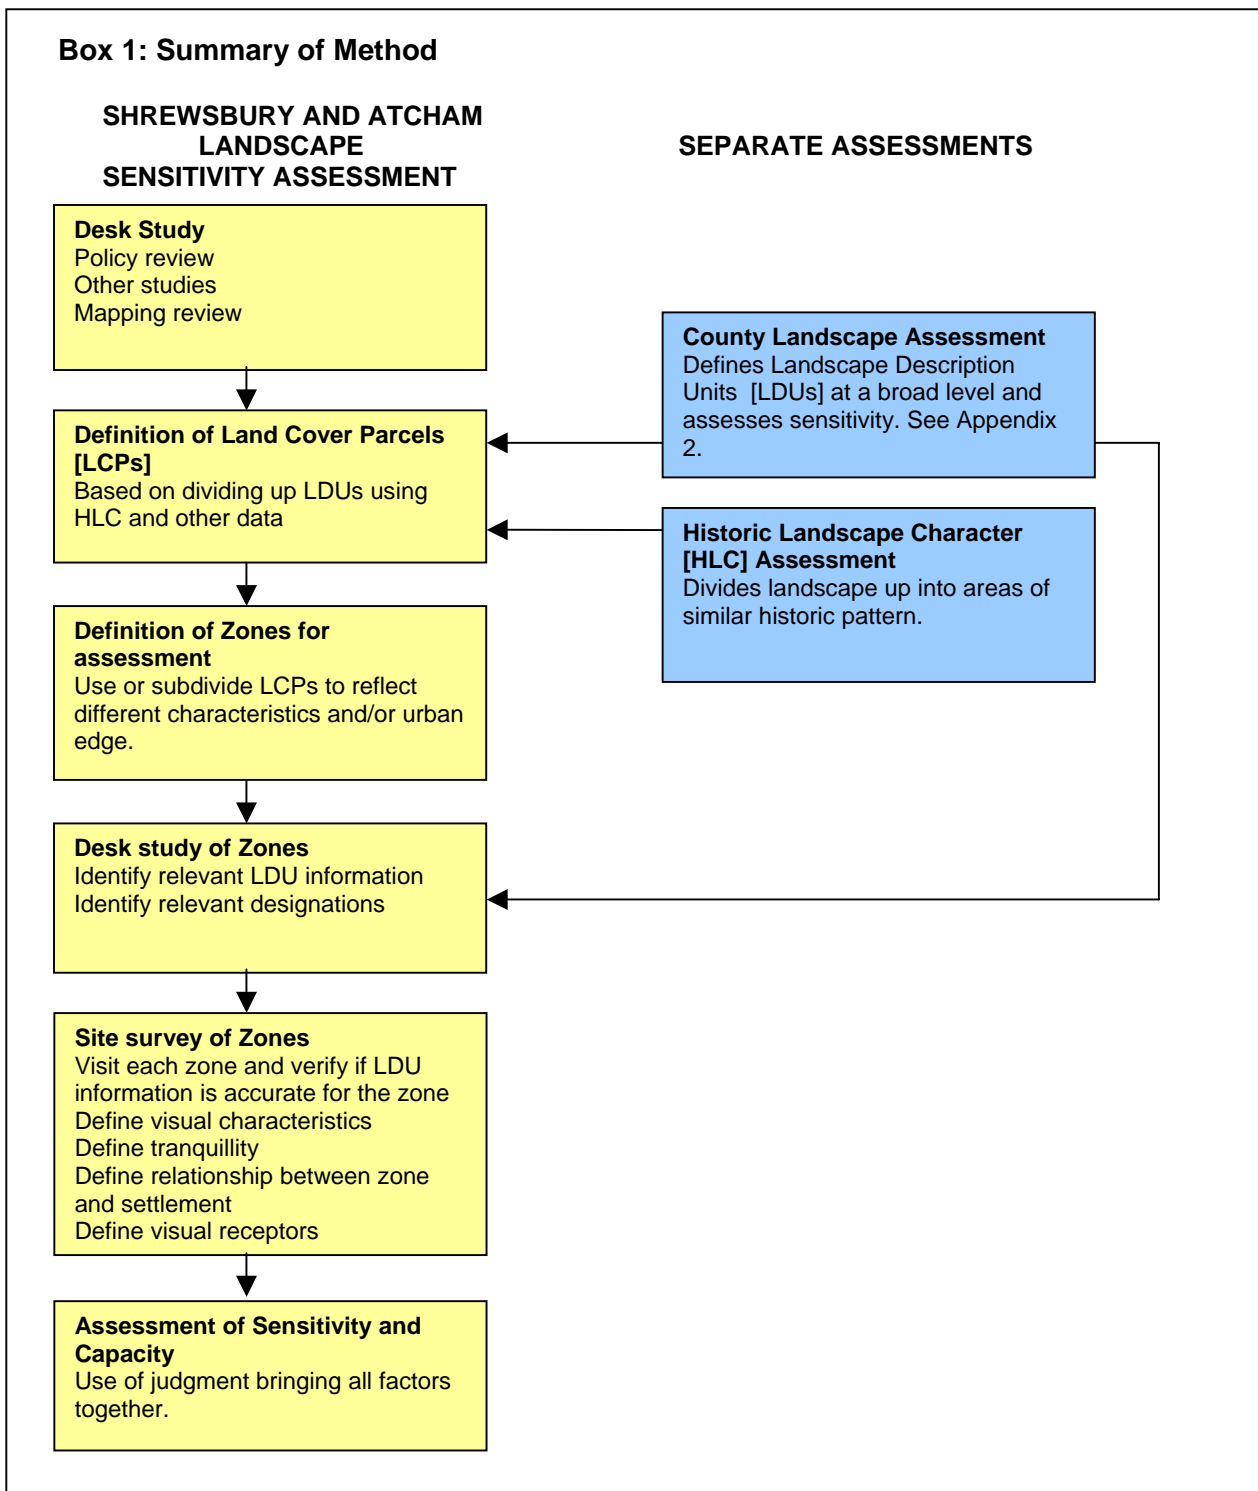 Box 1: Summary of Method
SHREWSBURY AND ATCHAM
LANDSCAPE
SENSITIVITY ASSESSMENT
SEPARATE ASSESSMENTS
Desk Study
Policy review
Other studies
Mapping review
County Landscape Assessment
Defines Landscape Description
Units [LDUs] at a broad level and
assesses sensitivity. See Appendix
2.
Definition of Land Cover Parcels
[LCPs]
Based on dividing up LDUs using
HLC and other data
Historic Landscape Character
[HLC] Assessment
Divides landscape up into areas of
similar historic pattern.
Definition of Zones for
assessment
Use or subdivide LCPs to reflect
different characteristics and/or urban
edge.
Desk study of Zones
Identify relevant LDU information
Identify relevant designations
Site survey of Zones
Visit each zone and verify if LDU
information is accurate for the zone
Define visual characteristics
Define tranquillity
Define relationship between zone
and settlement
Define visual receptors
Assessment of Sensitivity and
Capacity
Use of judgment bringing all factors
together.